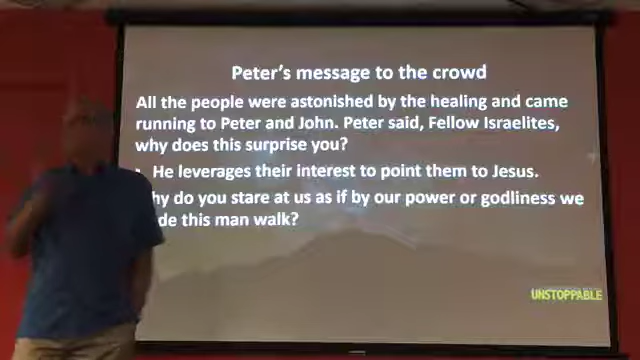 Peter's message to the crowd
All the people were astonished by the healing and came
running to Peter and John. Peter said, Fellow Israelites,
why does this surprise you?
He leverages their interest to point them to Jesus.
do you stare at us as if by our power or godliness we
this man walk?
UNSTOPPABLE